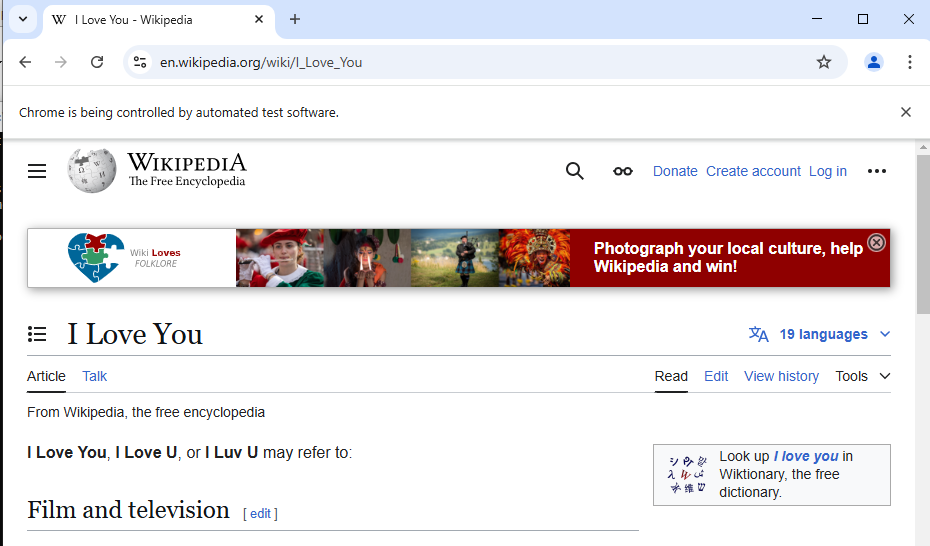 I Love You - Wikipedia
en.wikipedia.org/wiki/I_Love_You
Chrome is being controlled by automated test software.
WIKIPEDIA
The Free Encyclopedia
Donate Create account Log in
Wiki Loves
FOLKLORE
Photograph your local culture, help
Wikipedia and win!
I Love You
19 languages
Article Talk
Read Edit View history Tools
From Wikipedia, the free encyclopedia
I Love You, I Love U, or I Luv U may refer to:
Look up I love you in
Wiktionary, the free
dictionary.
Film and television [ edit ]